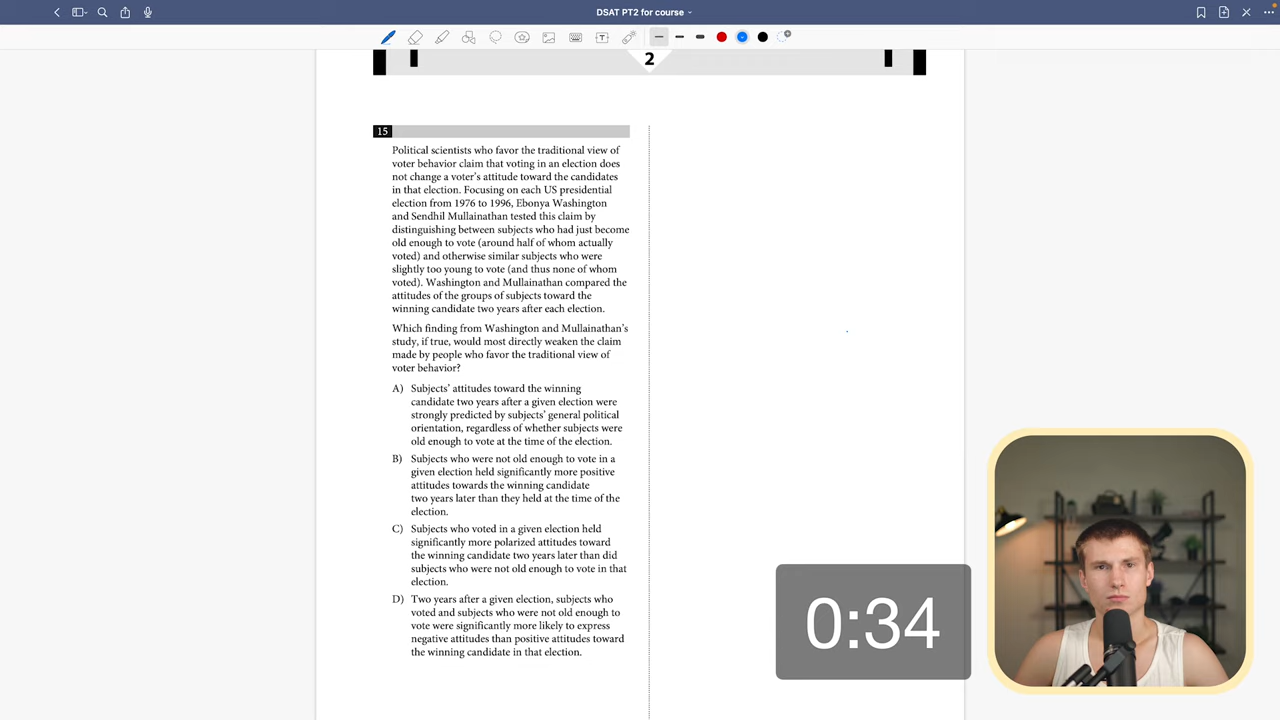 DSAT PT2 for course
2
15
Political scientists who favor the traditional view of
voter behavior claim that voting in an election does
not change a voter's attitude toward the candidates
in that election. Focusing on each US presidential
election from 1976 to 1996, Ebonya Washington
and Sendhil Mullainathan tested this claim by
distinguishing between subjects who had just become
old enough to vote (around half of whom actually
voted) and otherwise similar subjects who were
slightly too young to vote (and thus none of whom
voted). Washington and Mullainathan compared the
attitudes of the groups of subjects toward the
winning candidate two years after each election.
Which finding from Washington and Mullainathan's
study, if true, would most directly weaken the claim
made by people who favor the traditional view of
voter behavior?
A) Subjects' attitudes toward the winning
candidate two years after a given election were
strongly predicted by subjects' general political
orientation, regardless of whether subjects were
old enough to vote at the time of the election.
B) Subjects who were not old enough to vote in a
given election held significantly more positive
attitudes towards the winning candidate
two years later than they held at the time of the
election.
C) Subjects who voted in a given election held
significantly more polarized attitudes toward
the winning candidate two years later than did
subjects who were not old enough to vote in that
election.
D) Two years after a given election, subjects who
voted and subjects who were not old enough to
vote were significantly more likely to express
negative attitudes than positive attitudes toward
the winning candidate in that election.
0:34